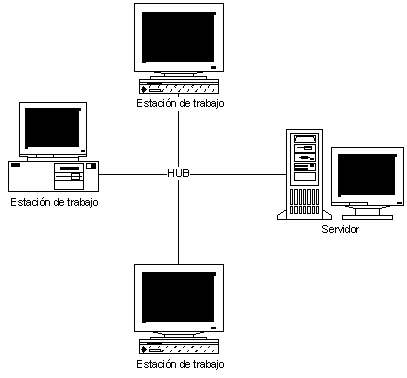 Estación de trabajo
HUB
Estación de trabajo
Servidor
Estación de trabajo